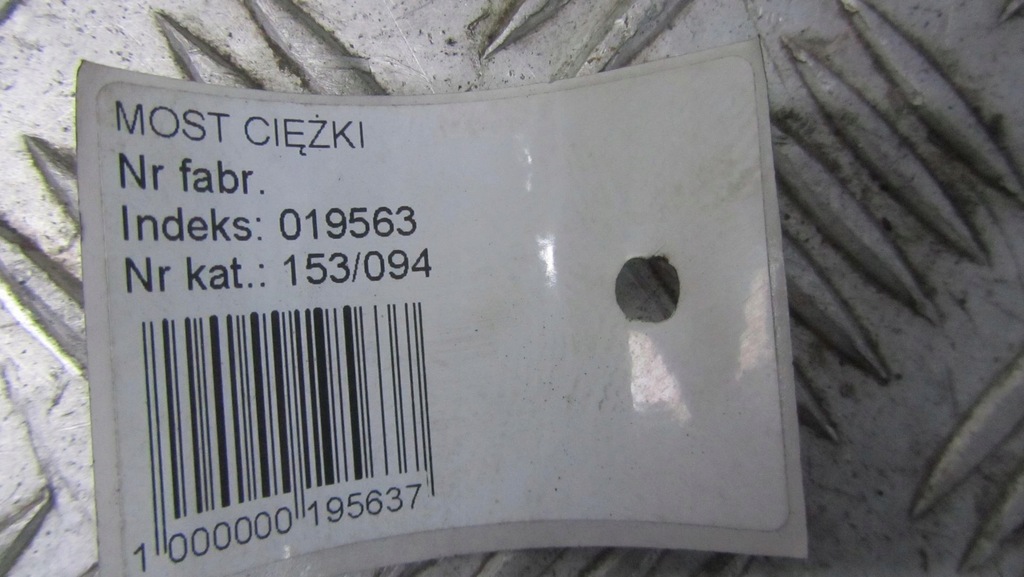 MOST CIĘŻKI
Nr fabr.
Indeks: 019563
Nr kat.: 153/094
1 000000 195637